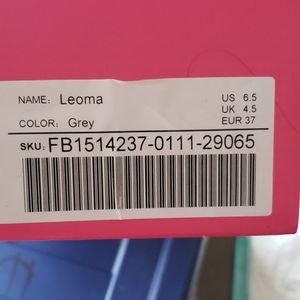 NAME: Leoma US 6.5
UK 4.5
COLOR: Grey EUR 37
SKU: FB1514237-0111-29065